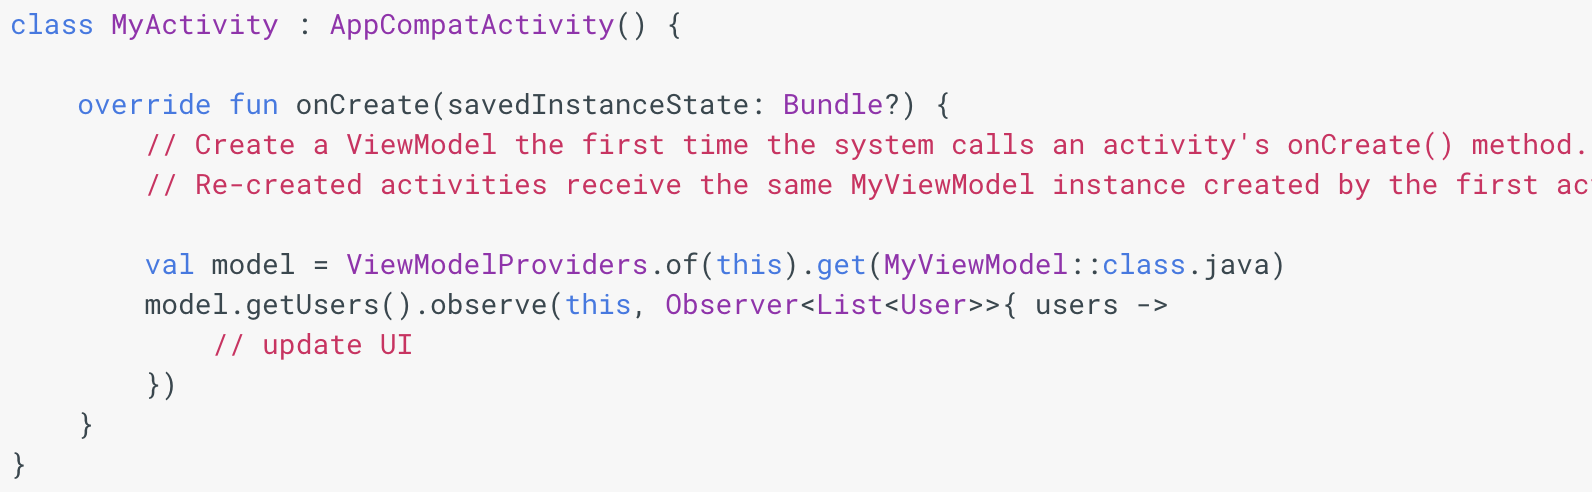 class MyActivity : AppCompatActivity() {
override fun onCreate(savedInstanceState: Bundle?) {
// Create a ViewModel the first time the system calls an activity's onCreate() method.
// Re-created activities receive the same MyViewModel instance created by the first
val model = ViewModelProviders.of(this).get(MyViewModel::class.java)
model.getUsers().observe(this, Observer<List<User>>{ users ->
// update UI
})
}
}